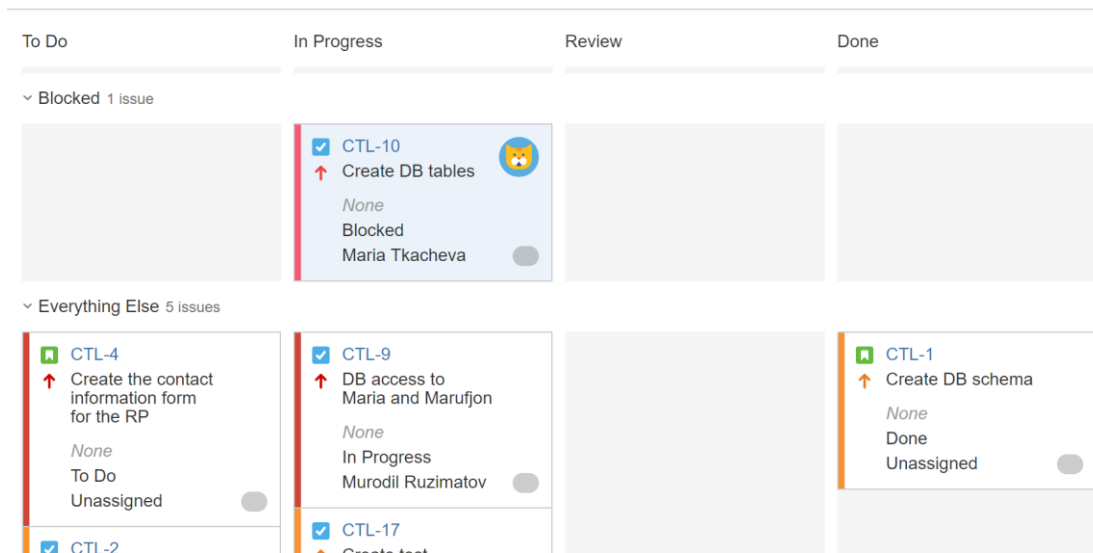 To Do
In Progress
Review
Done
Blocked 1 issue
CTL-10
Create DB tables
None
Blocked
Maria Tkacheva
Everything Else 5 issues
CTL-4
Create the contact
information form
for the RP
None
To Do
Unassigned
CTL-2
CTL-9
DB access to
Maria and Marufjon
None
In Progress
Murodil Ruzimatov
CTL-17
Create test
CTL-1
Create DB schema
None
Done
Unassigned